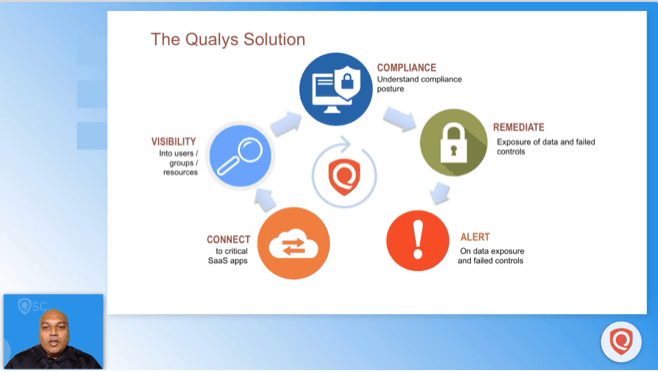 The Qualys Solution
COMPLIANCE
Understand compliance
posture
REMEDIATE
Exposure of data and failed
controls
VISIBILITY
Into users /
groups /
resources
CONNECT
to critical
SaaS apps
ALERT
On data exposure
and failed controls
QSC